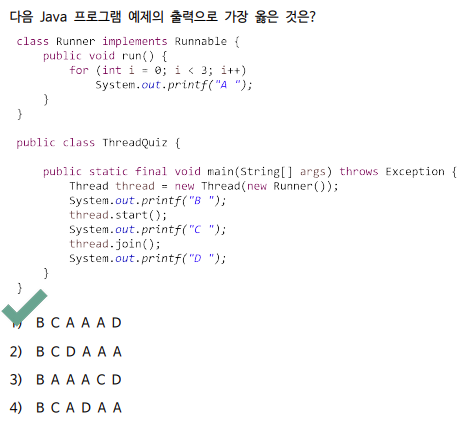 다음 Java 프로그램 예제의 출력으로 가장 옳은 것은?
class Runner implements Runnable {
    public void run() {
        for (int i = 0; i < 3; i++)
            System.out.printf("A ");
    }
}
public class ThreadQuiz {
    public static final void main(String[] args) throws Exception {
        Thread thread = new Thread(new Runner());
        System.out.printf("B ");
        thread.start();
        System.out.printf("C ");
        thread.join();
        System.out.printf("D ");
    }
}
1) B C A A A D
2) B C D A A A
3) B A A A C D
4) B C A D A A